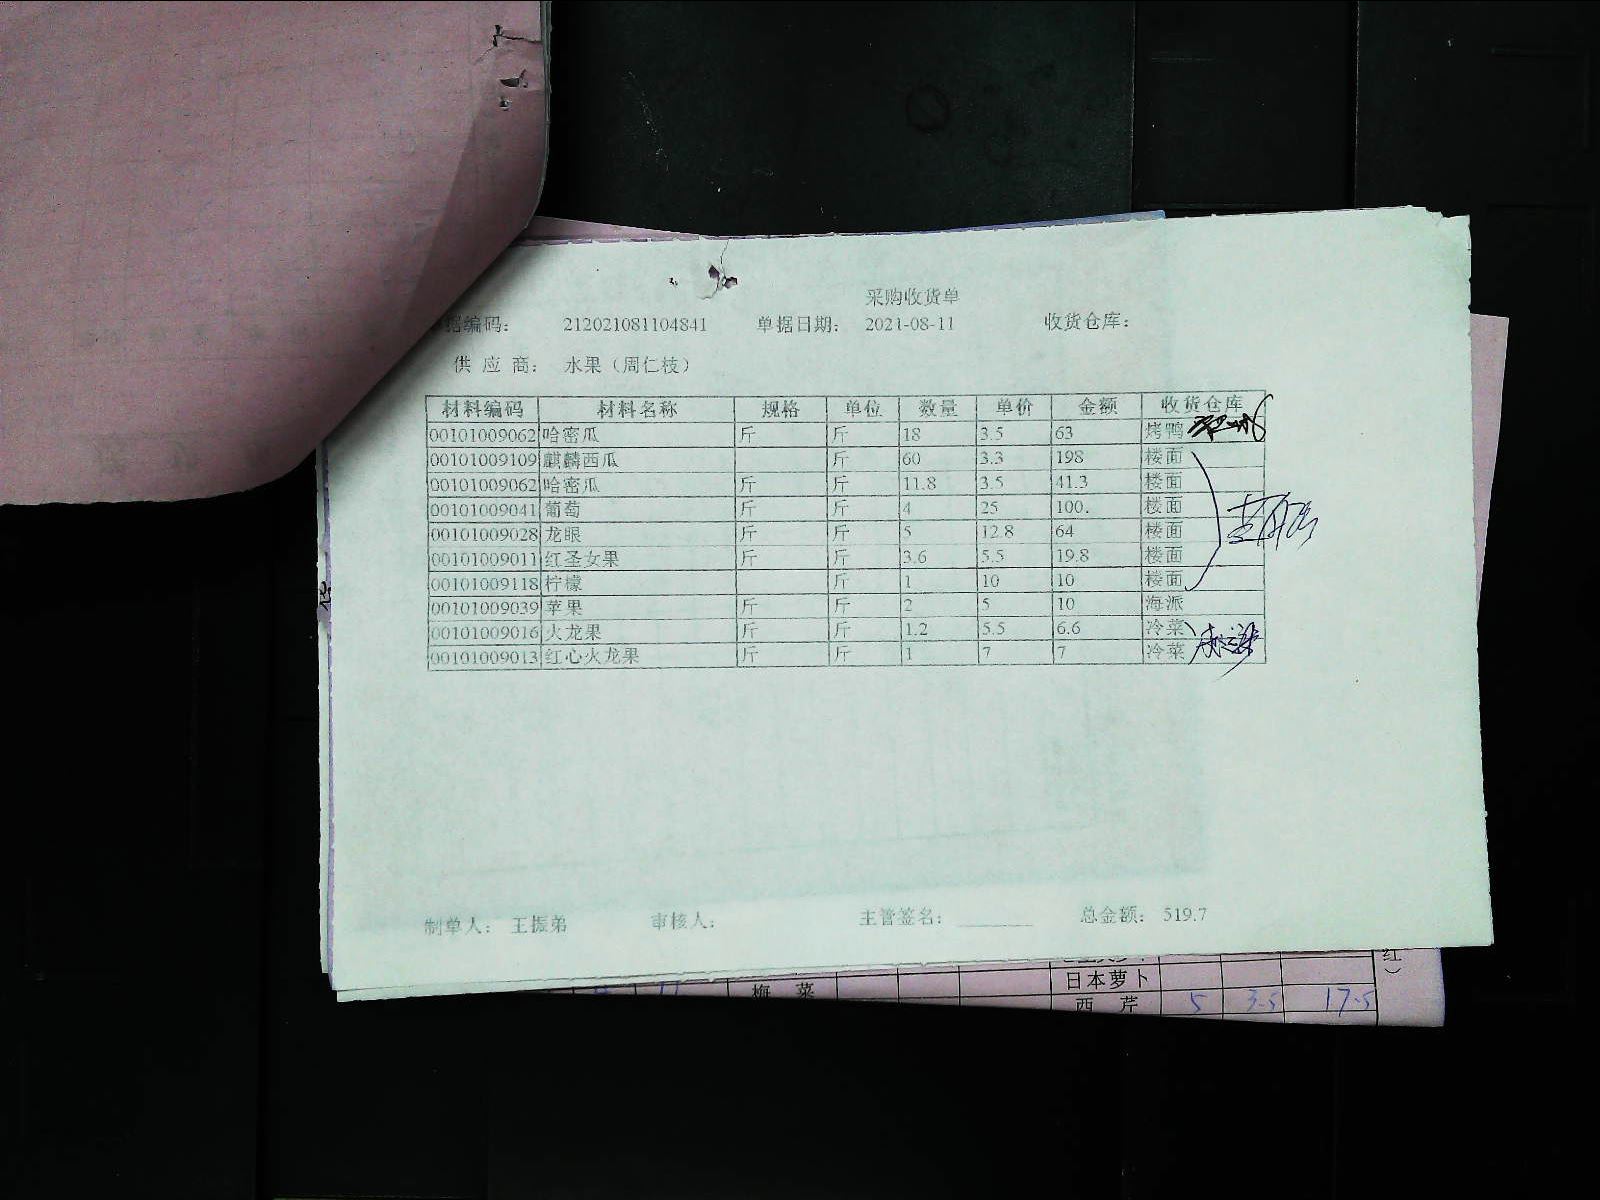 采购收货单
据编码： 212021081104841 单据日期： 2021-08-11 收货仓库：
供应商： 水果（周仁枝）
材料编码 材料名称 规格 单位 数量 单价 金额 收货仓库
00101009062 哈密瓜 斤 斤 18 3.5 63 烤鸭
00101009109 麒麟西瓜 斤 60 3.3 198 楼面
00101009062 哈密瓜 斤 斤 11.8 3.5 41.3 楼面
00101009041 葡萄 斤 斤 4 25 100. 楼面
00101009028 龙眼 斤 斤 5 12.8 64 楼面
00101009011 红圣女果 斤 斤 3.6 5.5 19.8 楼面
00101009118 柠檬 斤 1 10 10 楼面
00101009039 苹果 斤 斤 2 5 10 海派
00101009016 火龙果 斤 斤 1.2 5.5 6.6 冷菜
00101009013 红心火龙果 斤 斤 1 7 7 冷菜
制单人： 王振弟 审核人： 主管签名： 总金额： 519.7
日本萝卜
梅菜 西芹 5 3.5 17.5
红）